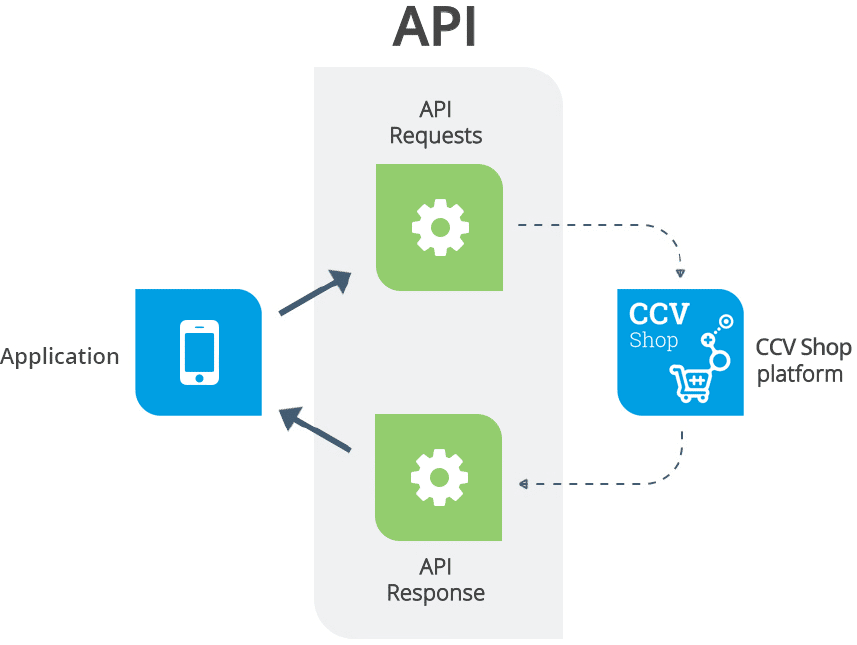 API
API
Requests
Application
CCV
Shop
CCV Shop
platform
API
Response